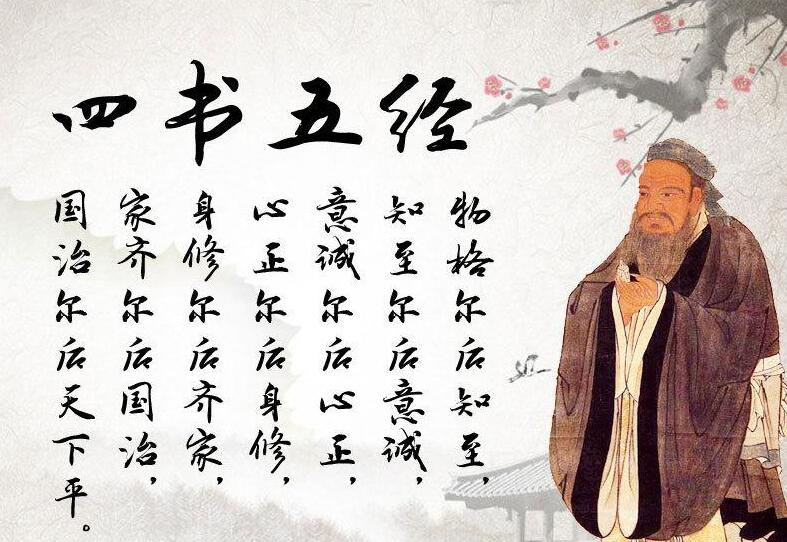 四书五经
物格尔后知至，
知至尔后意诚，
意诚尔后心正，
心正尔后身修，
身修尔后齐家，
家齐尔后国治，
国治尔后天下平。